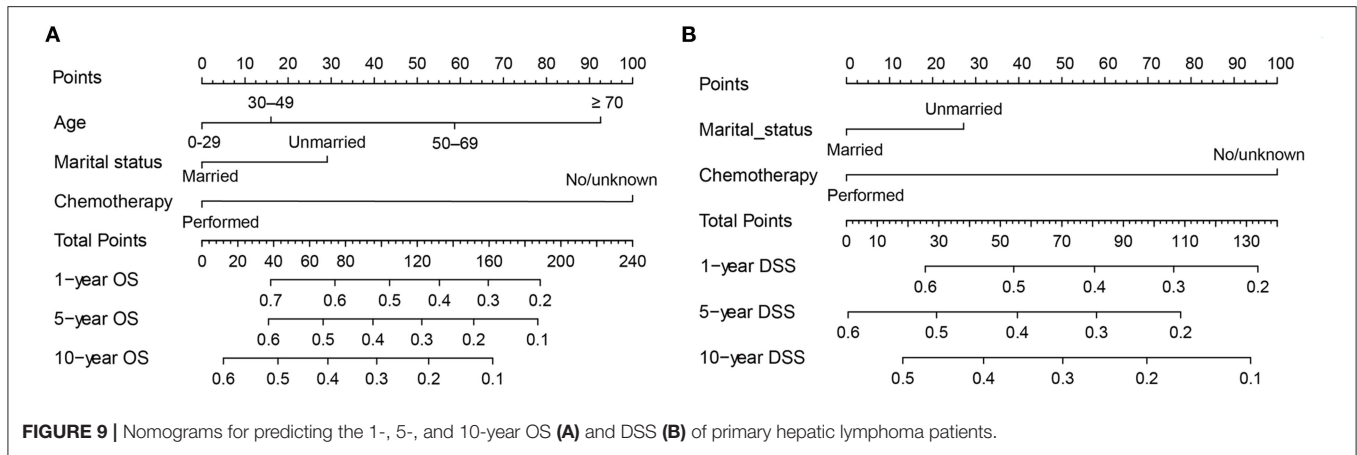 A
Points 0 10 20 30 40 50 60 70 80 90 100
30–49 ≥ 70
Age
0-29 Unmarried 50–69
Marital status
Married No/unknown
Chemotherapy
Performed
Total Points
0 20 40 60 80 120 160 200 240
1−year OS
0.7 0.6 0.5 0.4 0.3 0.2
5−year OS
0.6 0.5 0.4 0.3 0.2 0.1
10−year OS
0.6 0.5 0.4 0.3 0.2 0.1
B
0 10 20 30 40 50 60 70 80 90 100
Points
Unmarried
Marital_status
Married No/unknown
Chemotherapy
Performed
Total Points
0 10 30 50 70 90 110 130
1−year DSS
0.6 0.5 0.4 0.3 0.2
5−year DSS
0.6 0.5 0.4 0.3 0.2
10−year DSS
0.5 0.4 0.3 0.2 0.1
FIGURE 9 | Nomograms for predicting the 1-, 5-, and 10-year OS (A) and DSS (B) of primary hepatic lymphoma patients.